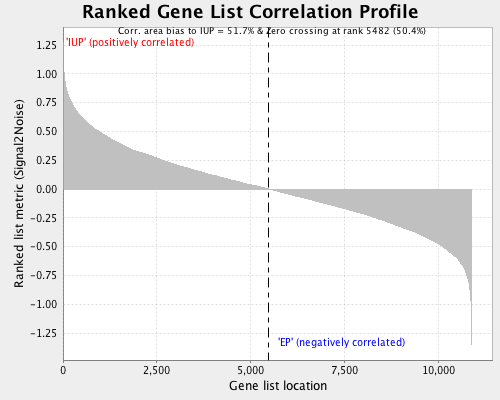 Ranked Gene List Correlation Profile
Corr. area bias to IUP = 51.7% & Zero crossing at rank 5482 (50.4%)
'IUP' (positively correlated)
1.25
1.00
0.75
0.50
0.25
0.00
-0.25
-0.50
-0.75
-1.00
-1.25
Ranked list metric (Signal2Noise)
'EP' (negatively correlated)
0
2,500
5,000
7,500
10,000
Gene list location